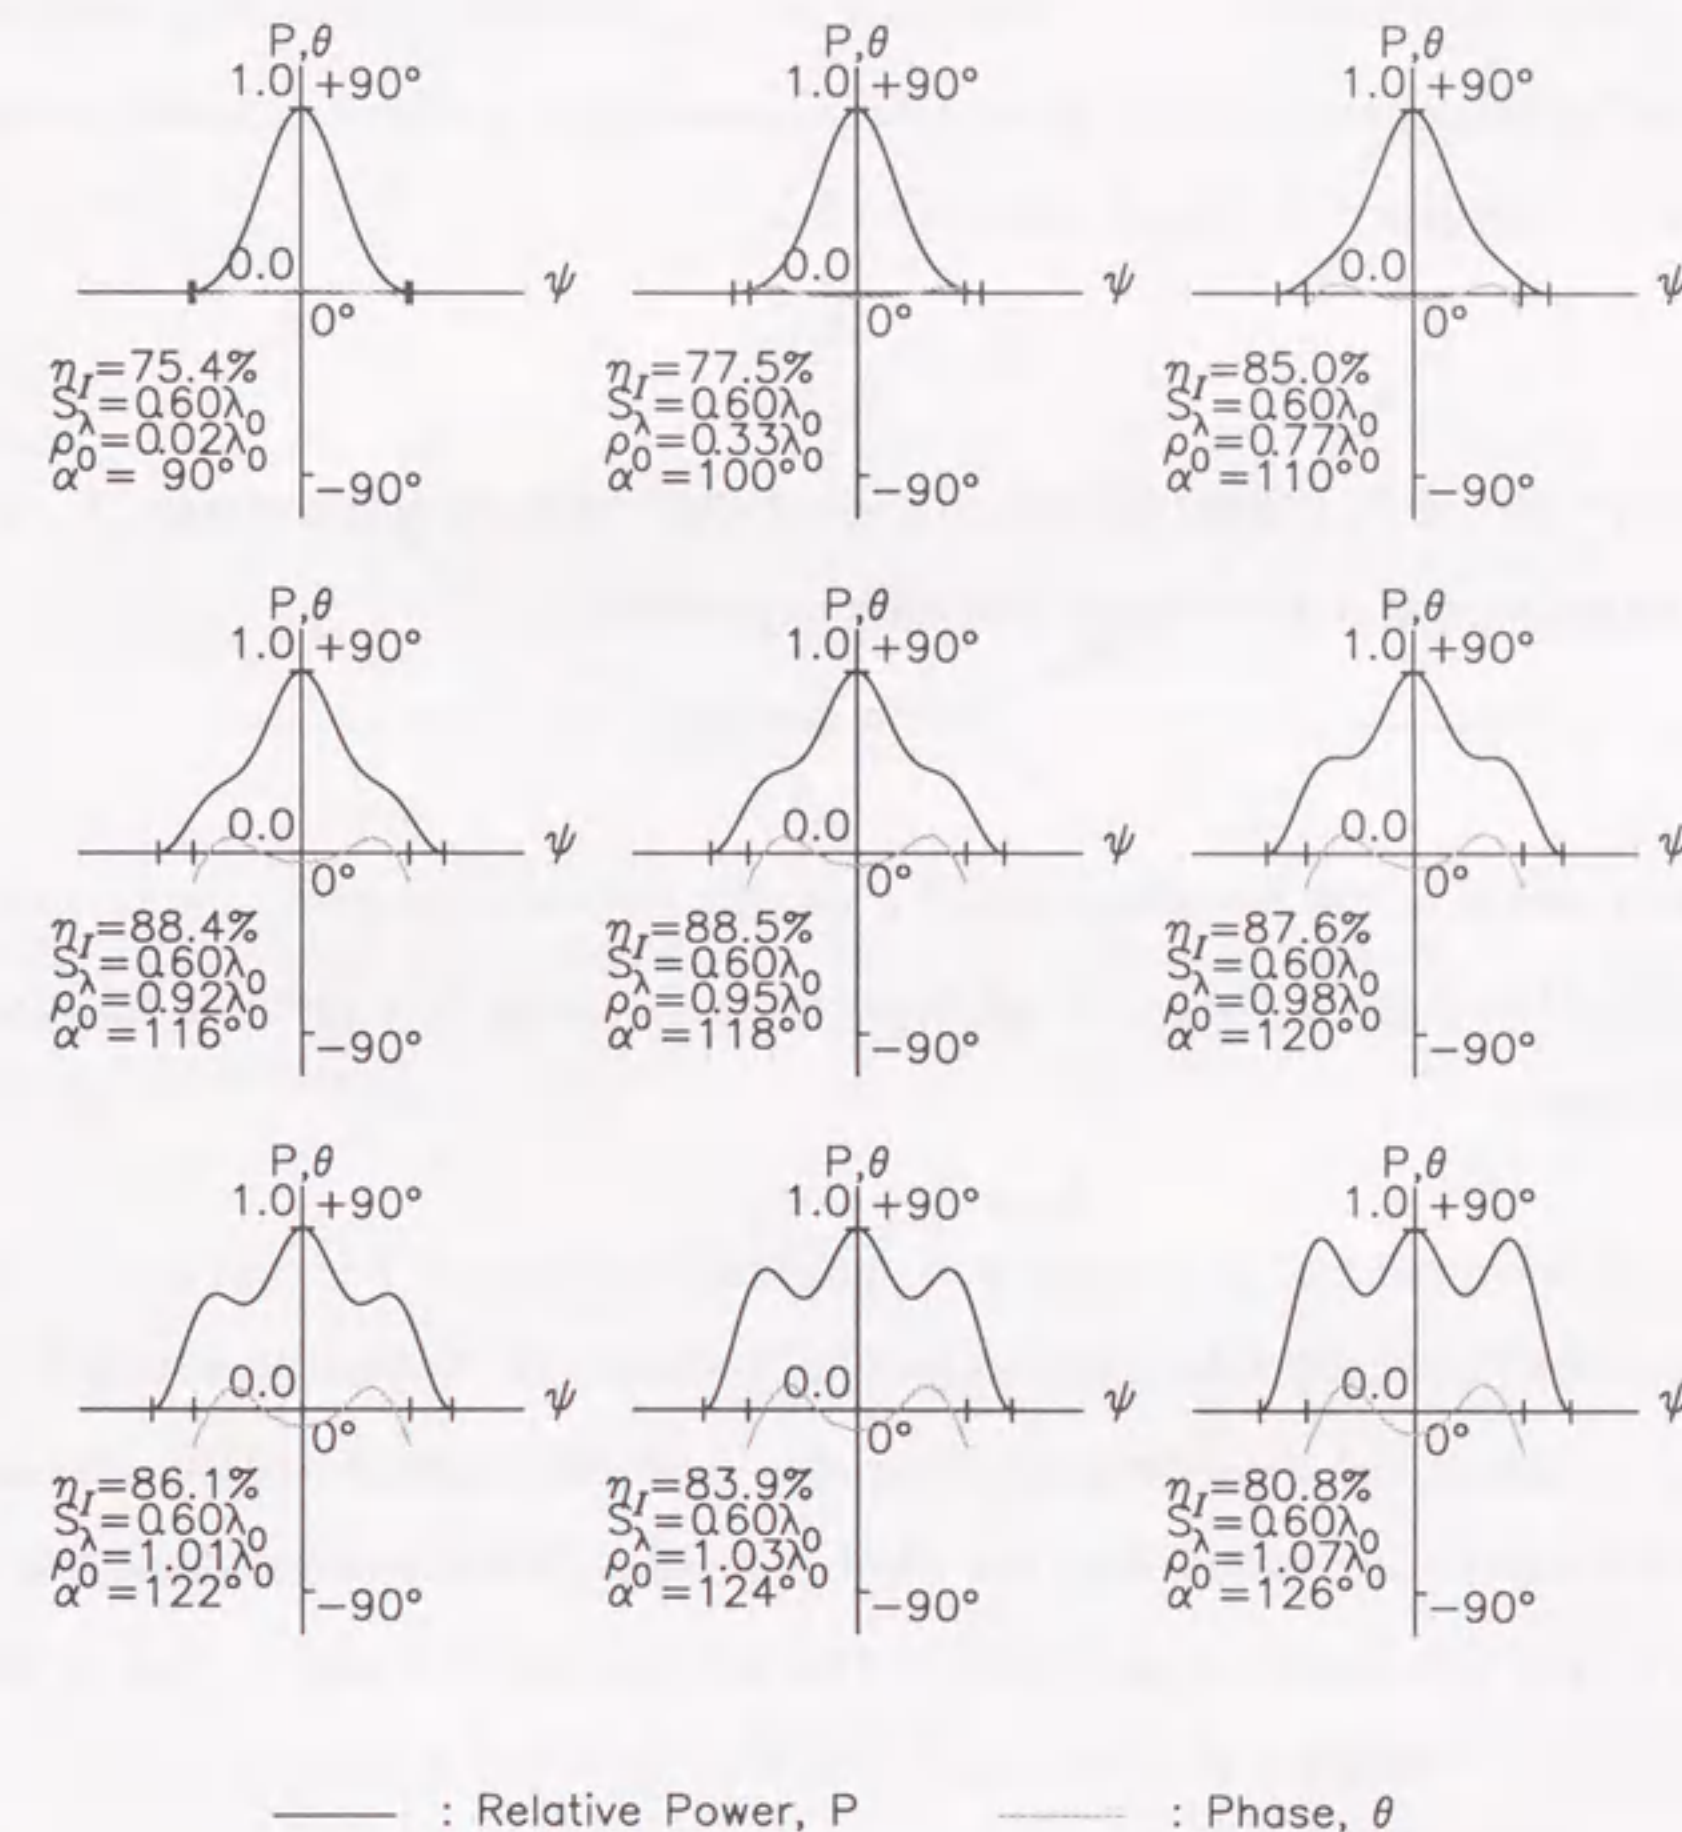 P,θ
1.0 +90°
0.0
ψ
0°
η_I=75.4%
S_λ=0.60λ_0
ρ_0=0.02λ_0
α_0= 90°
−90°
P,θ
1.0 +90°
0.0
ψ
0°
η_I=77.5%
S_λ=0.60λ_0
ρ_0=0.33λ_0
α_0=100°
−90°
P,θ
1.0 +90°
0.0
ψ
0°
η_I=85.0%
S_λ=0.60λ_0
ρ_0=0.77λ_0
α_0=110°
−90°
P,θ
1.0 +90°
0.0
ψ
0°
η_I=88.4%
S_λ=0.60λ_0
ρ_0=0.92λ_0
α_0=116°
−90°
P,θ
1.0 +90°
0.0
ψ
0°
η_I=88.5%
S_λ=0.60λ_0
ρ_0=0.95λ_0
α_0=118°
−90°
P,θ
1.0 +90°
0.0
ψ
0°
η_I=87.6%
S_λ=0.60λ_0
ρ_0=0.98λ_0
α_0=120°
−90°
P,θ
1.0 +90°
0.0
ψ
0°
η_I=86.1%
S_λ=0.60λ_0
ρ_0=1.01λ_0
α_0=122°
−90°
P,θ
1.0 +90°
0.0
ψ
0°
η_I=83.9%
S_λ=0.60λ_0
ρ_0=1.03λ_0
α_0=124°
−90°
P,θ
1.0 +90°
0.0
ψ
0°
η_I=80.8%
S_λ=0.60λ_0
ρ_0=1.07λ_0
α_0=126°
−90°
: Relative Power, P
: Phase, θ